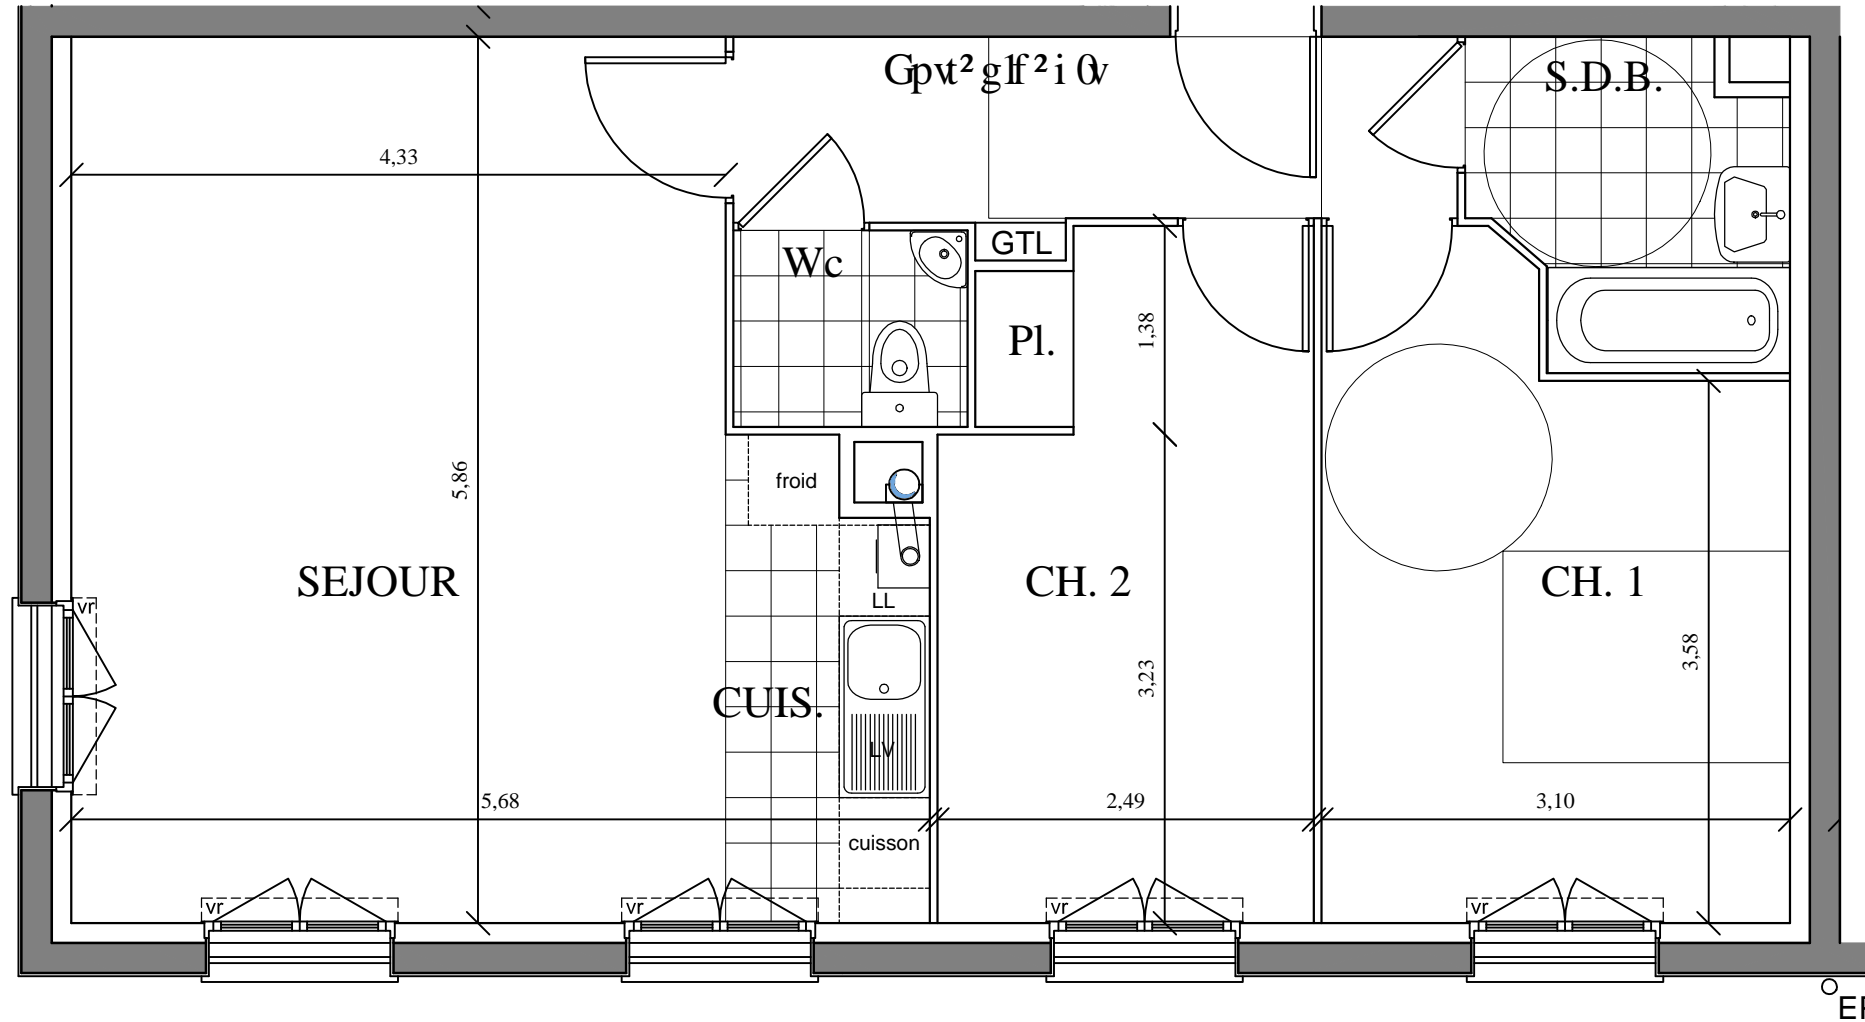 Gpvt²glf²i0v
S.D.B.
4,33
Wc
GTL
Pl.
1,38
5,86
froid
SEJOUR
CH. 2
CH. 1
vr
LL
3,23
3,58
CUIS.
LV
5,68
2,49
3,10
cuisson
vr
vr
vr
vr